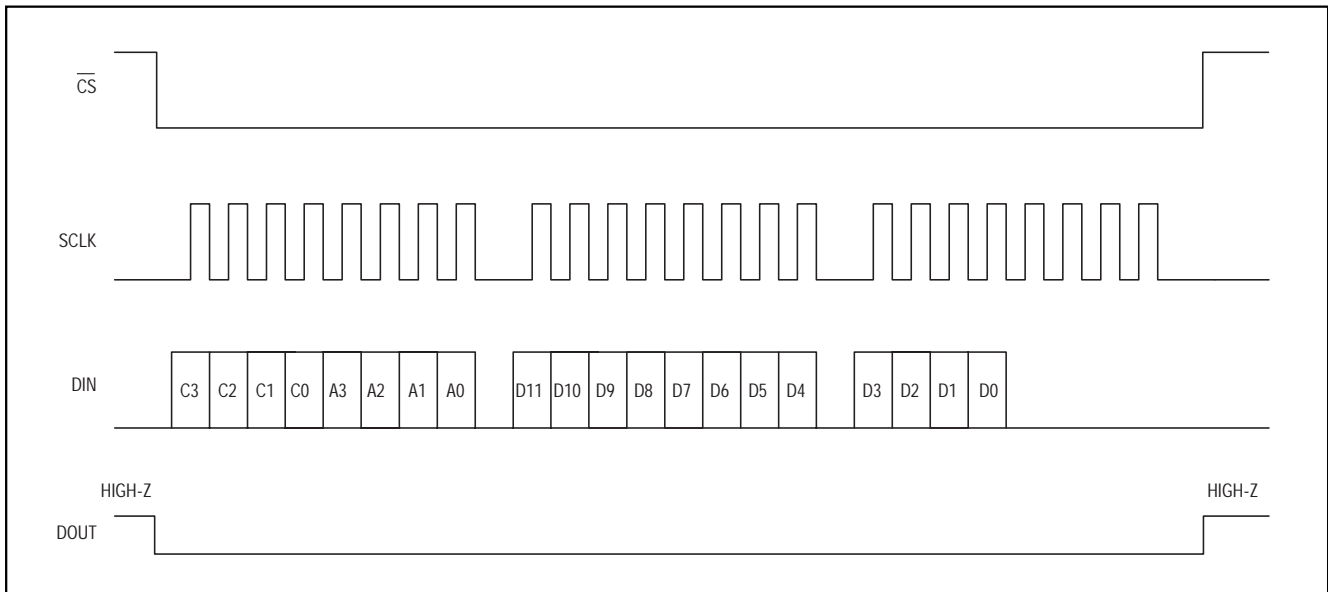 CS
SCLK
DIN
C3 C2 C1 C0 A3 A2 A1 A0 D11 D10 D9 D8 D7 D6 D5 D4 D3 D2 D1 D0
HIGH-Z HIGH-Z
DOUT